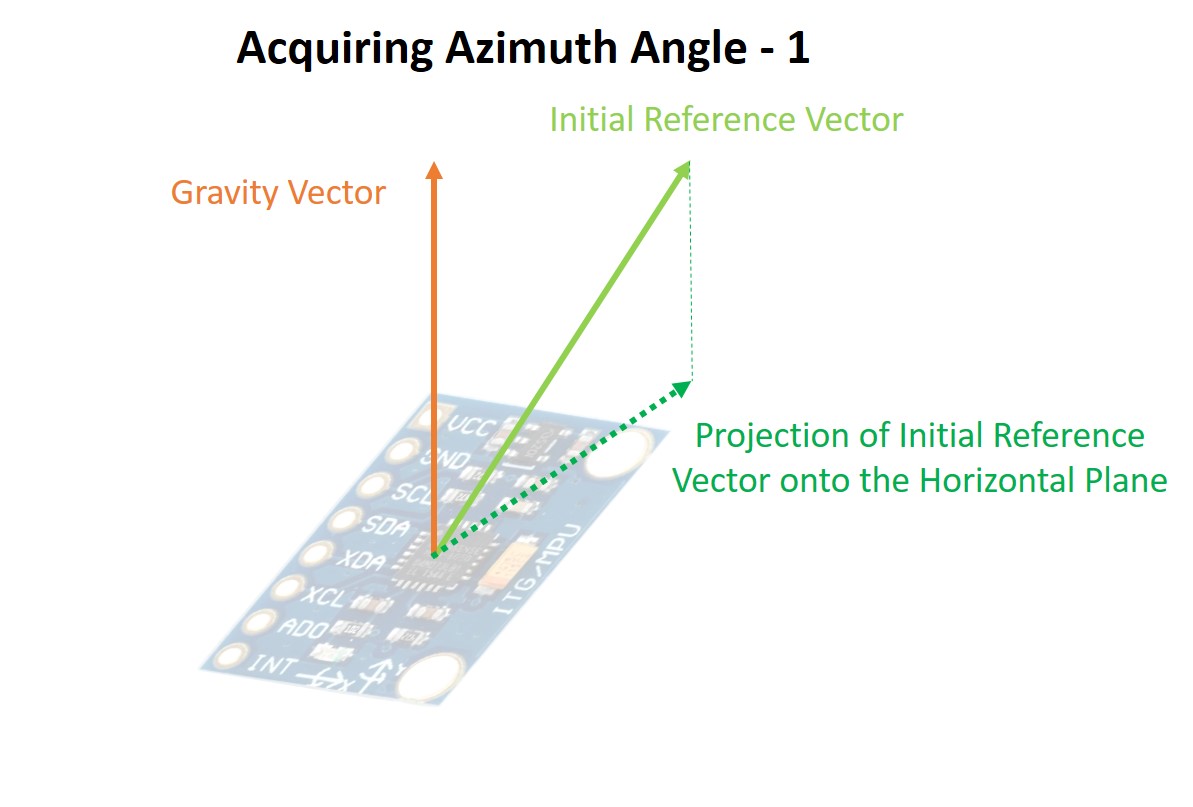 Acquiring Azimuth Angle - 1
Initial Reference Vector
Gravity Vector
Projection of Initial Reference
Vector onto the Horizontal Plane
VCC
GND
SCL
SDA
XDA
XCL
ADO
INT
ITG/MPU
X
Y